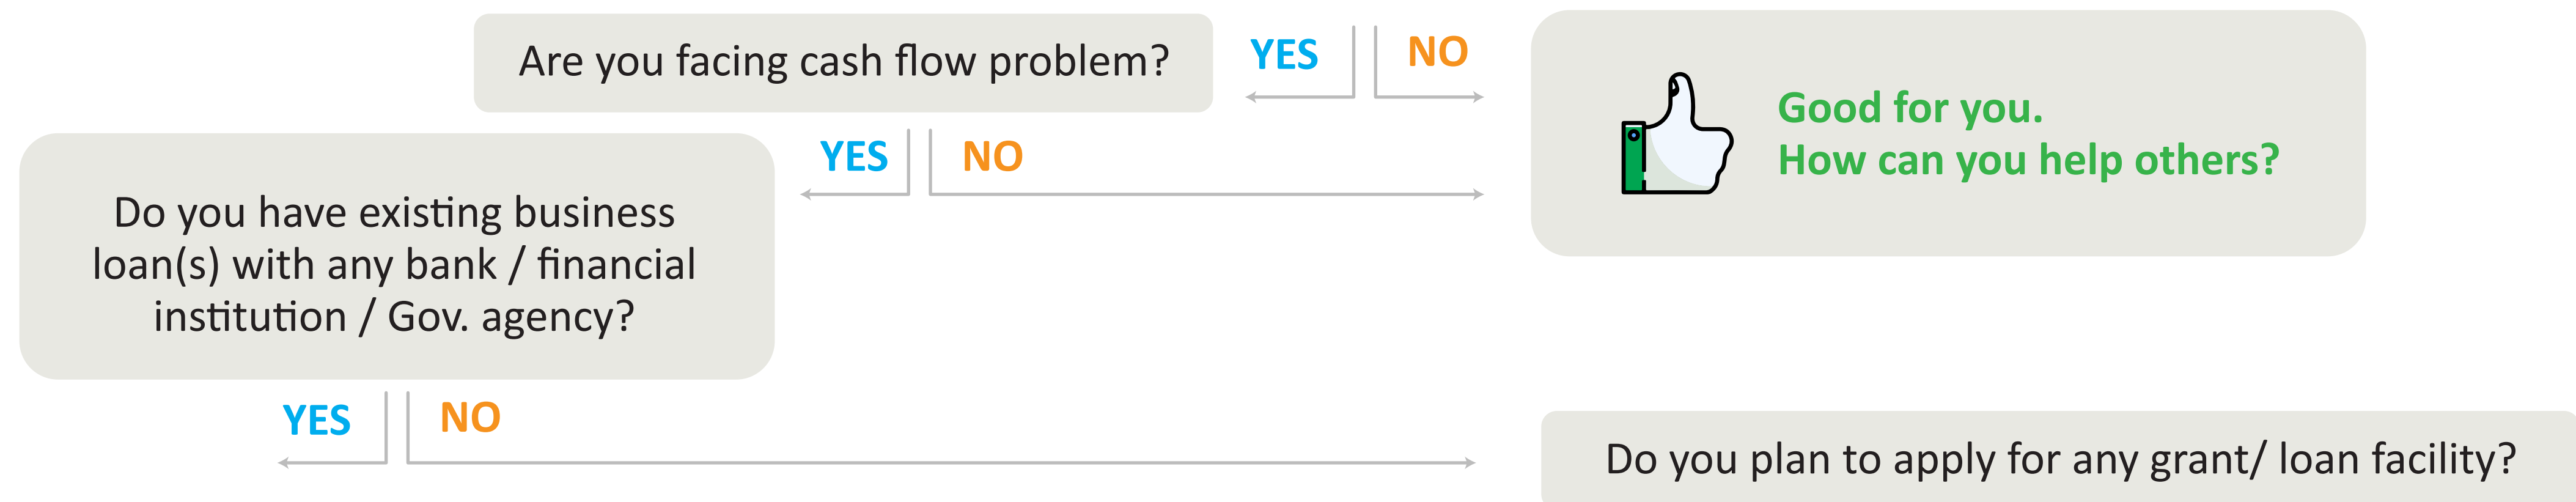 Are you facing cash flow problem?
YES
NO
Good for you.
How can you help others?
YES
NO
Do you have existing business
loan(s) with any bank / financial
institution / Gov. agency?
YES
NO
Do you plan to apply for any grant/ loan facility?